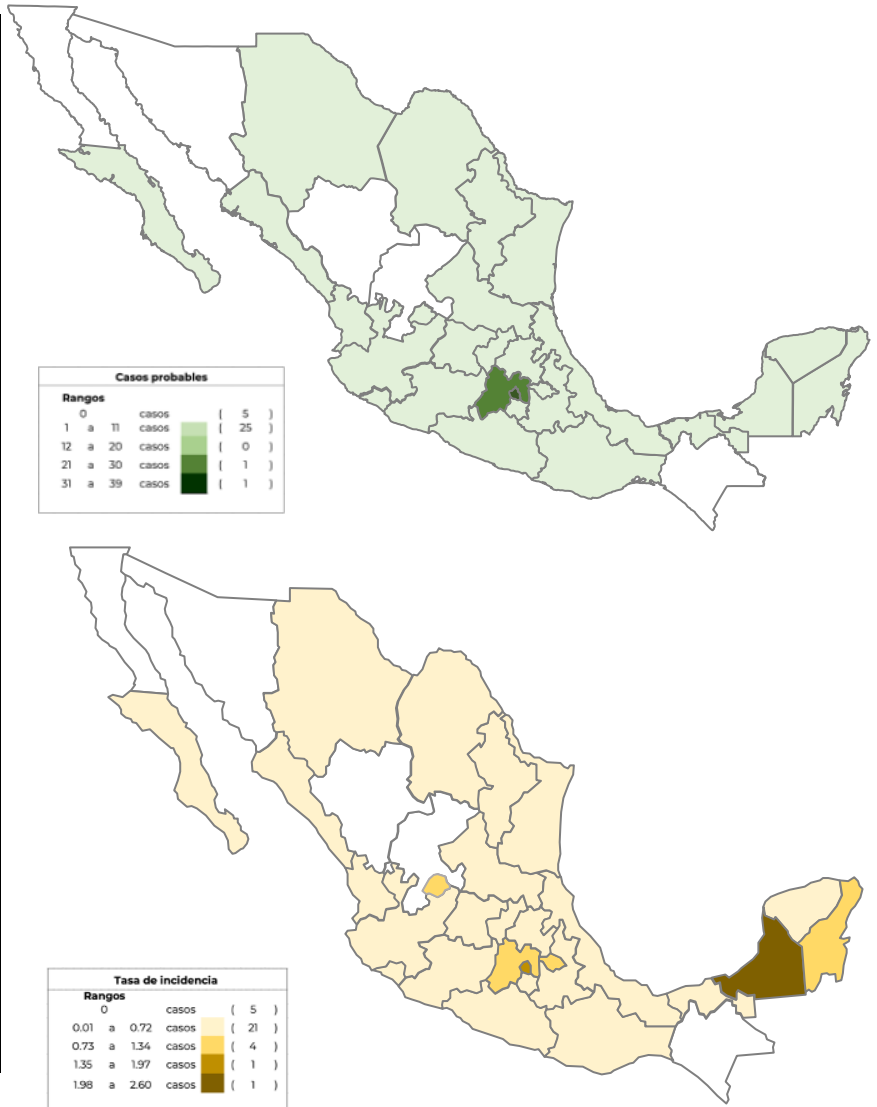 Casos probables
Rangos
0 casos ( 5 )
1 a 11 casos ( 25 )
12 a 20 casos ( 0 )
21 a 30 casos ( 1 )
31 a 39 casos ( 1 )
Tasa de incidencia
Rangos
0 casos ( 5 )
0.01 a 0.72 casos ( 21 )
0.73 a 1.34 casos ( 4 )
1.35 a 1.97 casos ( 1 )
1.98 a 2.60 casos ( 1 )